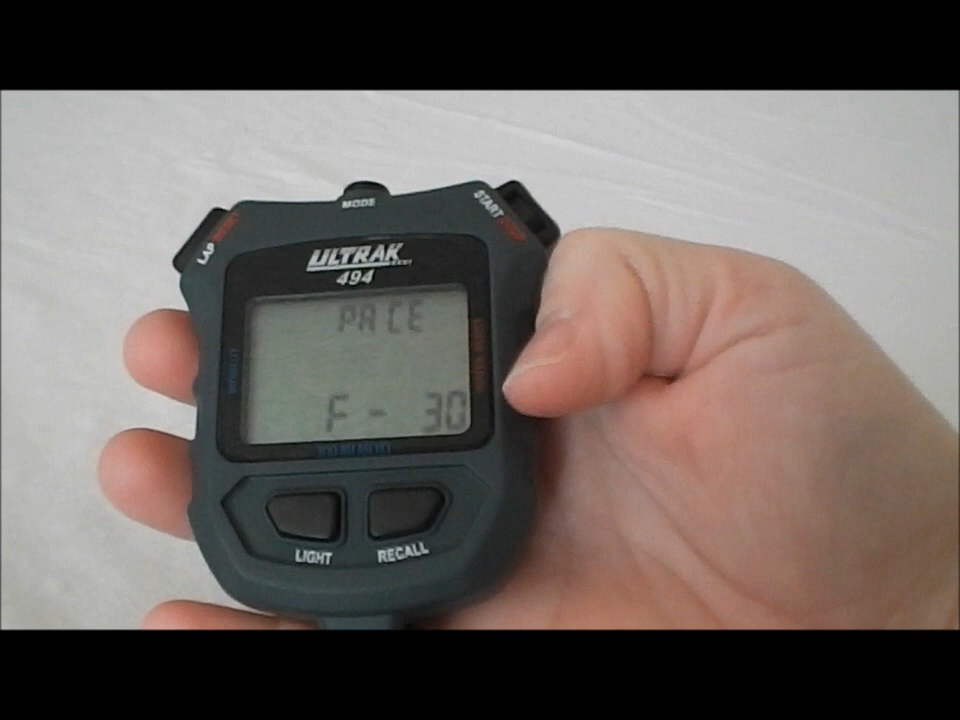 MODE
LAP
START
ULTRAK
494
PACE
F - 30
LIGHT
RECALL